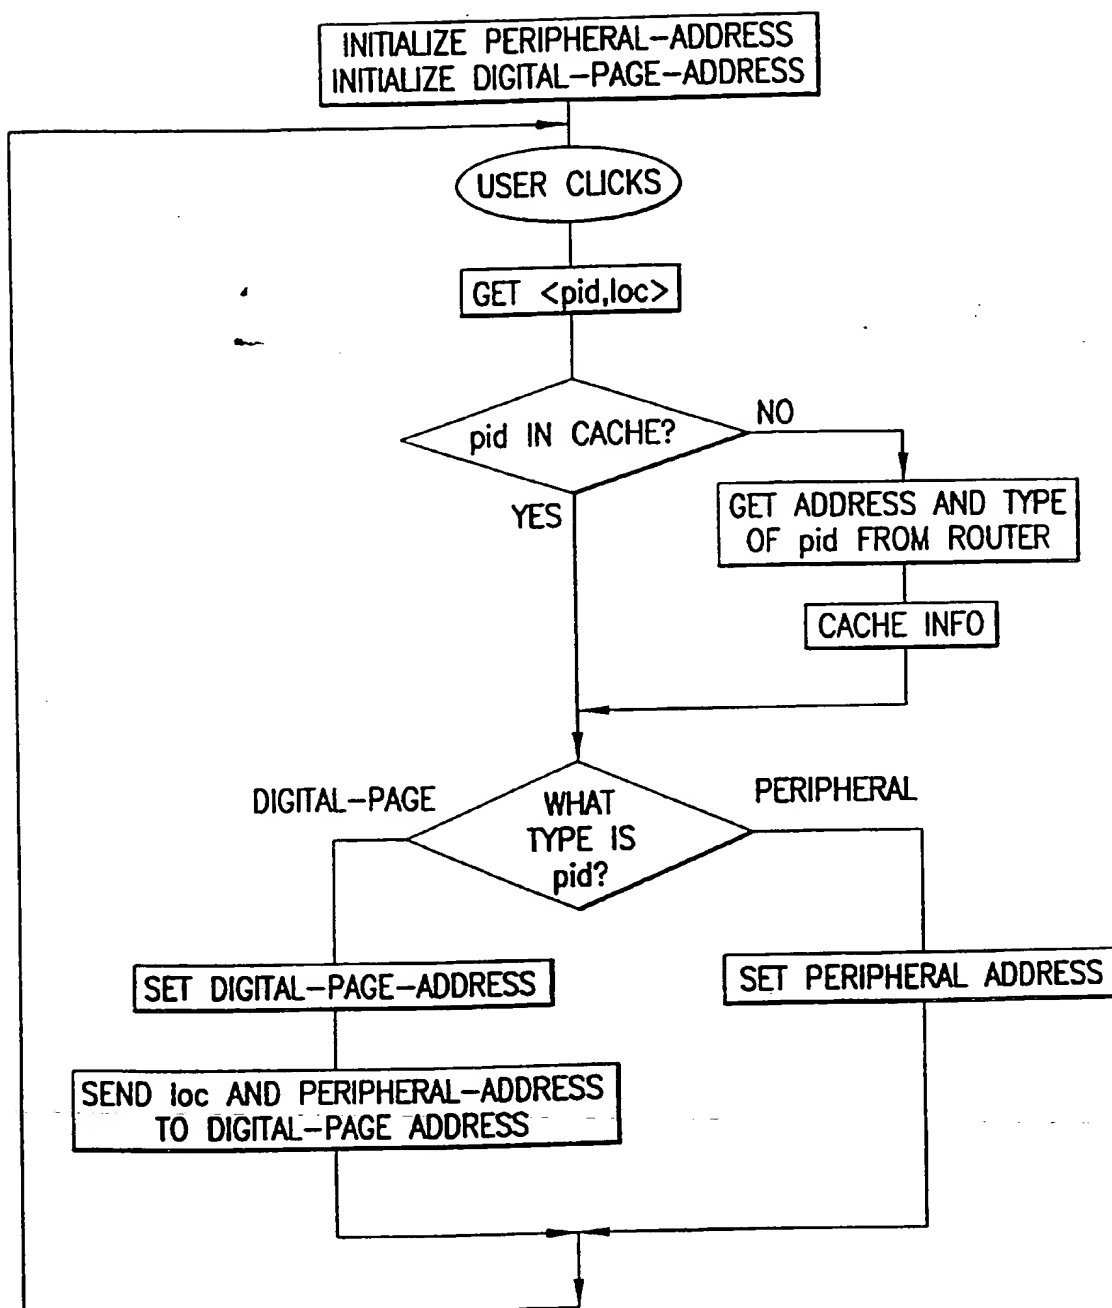 INITIALIZE PERIPHERAL-ADDRESS
INITIALIZE DIGITAL-PAGE-ADDRESS
USER CLICKS
GET <pid,loc>
pid IN CACHE?
NO
YES
GET ADDRESS AND TYPE
OF pid FROM ROUTER
CACHE INFO
DIGITAL-PAGE
WHAT
TYPE IS
pid?
PERIPHERAL
SET DIGITAL-PAGE-ADDRESS
SET PERIPHERAL ADDRESS
SEND loc AND PERIPHERAL-ADDRESS
TO DIGITAL-PAGE ADDRESS